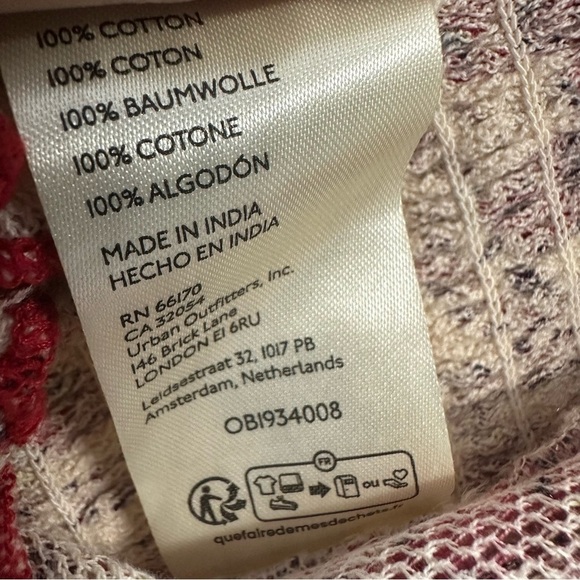 100% COTTON
100% COTON
100% BAUMWOLLE
100% COTONE
100% ALGODÓN
MADE IN INDIA
HECHO EN INDIA
RN 66170
CA 32054
Urban Outfitters, Inc.
146 Brick Lane
LONDON E1 6RU
Leidsestraat 32, 1017 PB
Amsterdam, Netherlands
OB1934008
FR
OU
quefairedemesdechets.fr